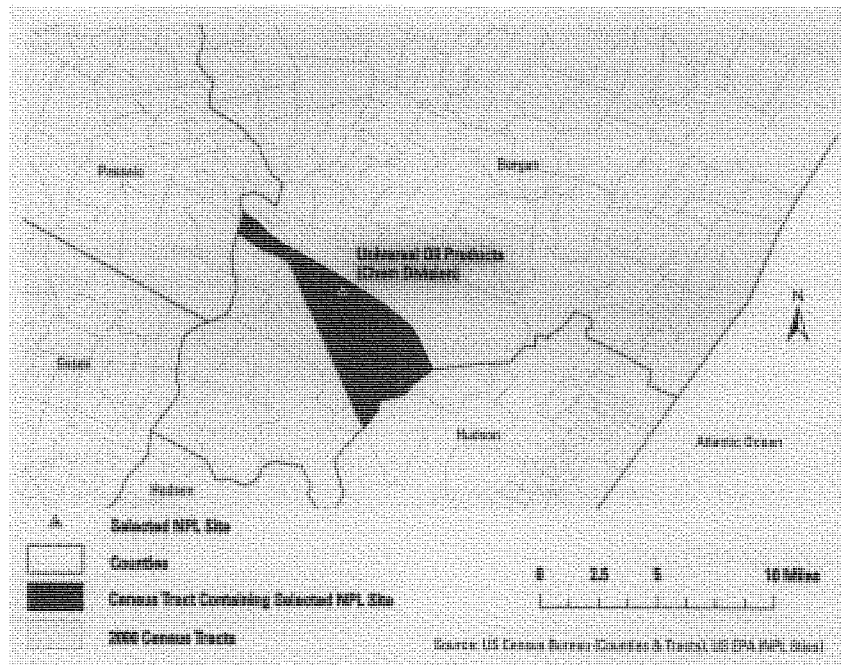 Passaic
Bergen
Universal Oil Products
(Chem Division)
N
Essex
Hudson
Atlantic Ocean
Hudson
Selected NPL Site
Counties
0 2.5 5 10 Miles
Census Tract Containing Selected NPL Site
2000 Census Tracts
Source: US Census Bureau (Counties & Tracts), US EPA (NPL Sites)